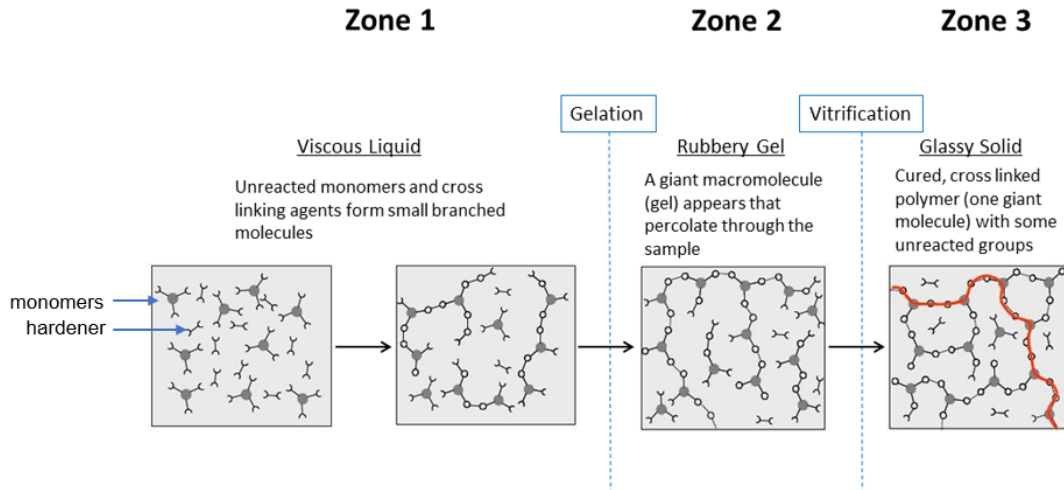 Zone 1
Zone 2
Zone 3
Gelation
Vitrification
Viscous Liquid
Unreacted monomers and cross
linking agents form small branched
molecules
Rubbery Gel
A giant macromolecule
(gel) appears that
percolate through the
sample
Glassy Solid
Cured, cross linked
polymer (one giant
molecule) with some
unreacted groups
monomers
hardener